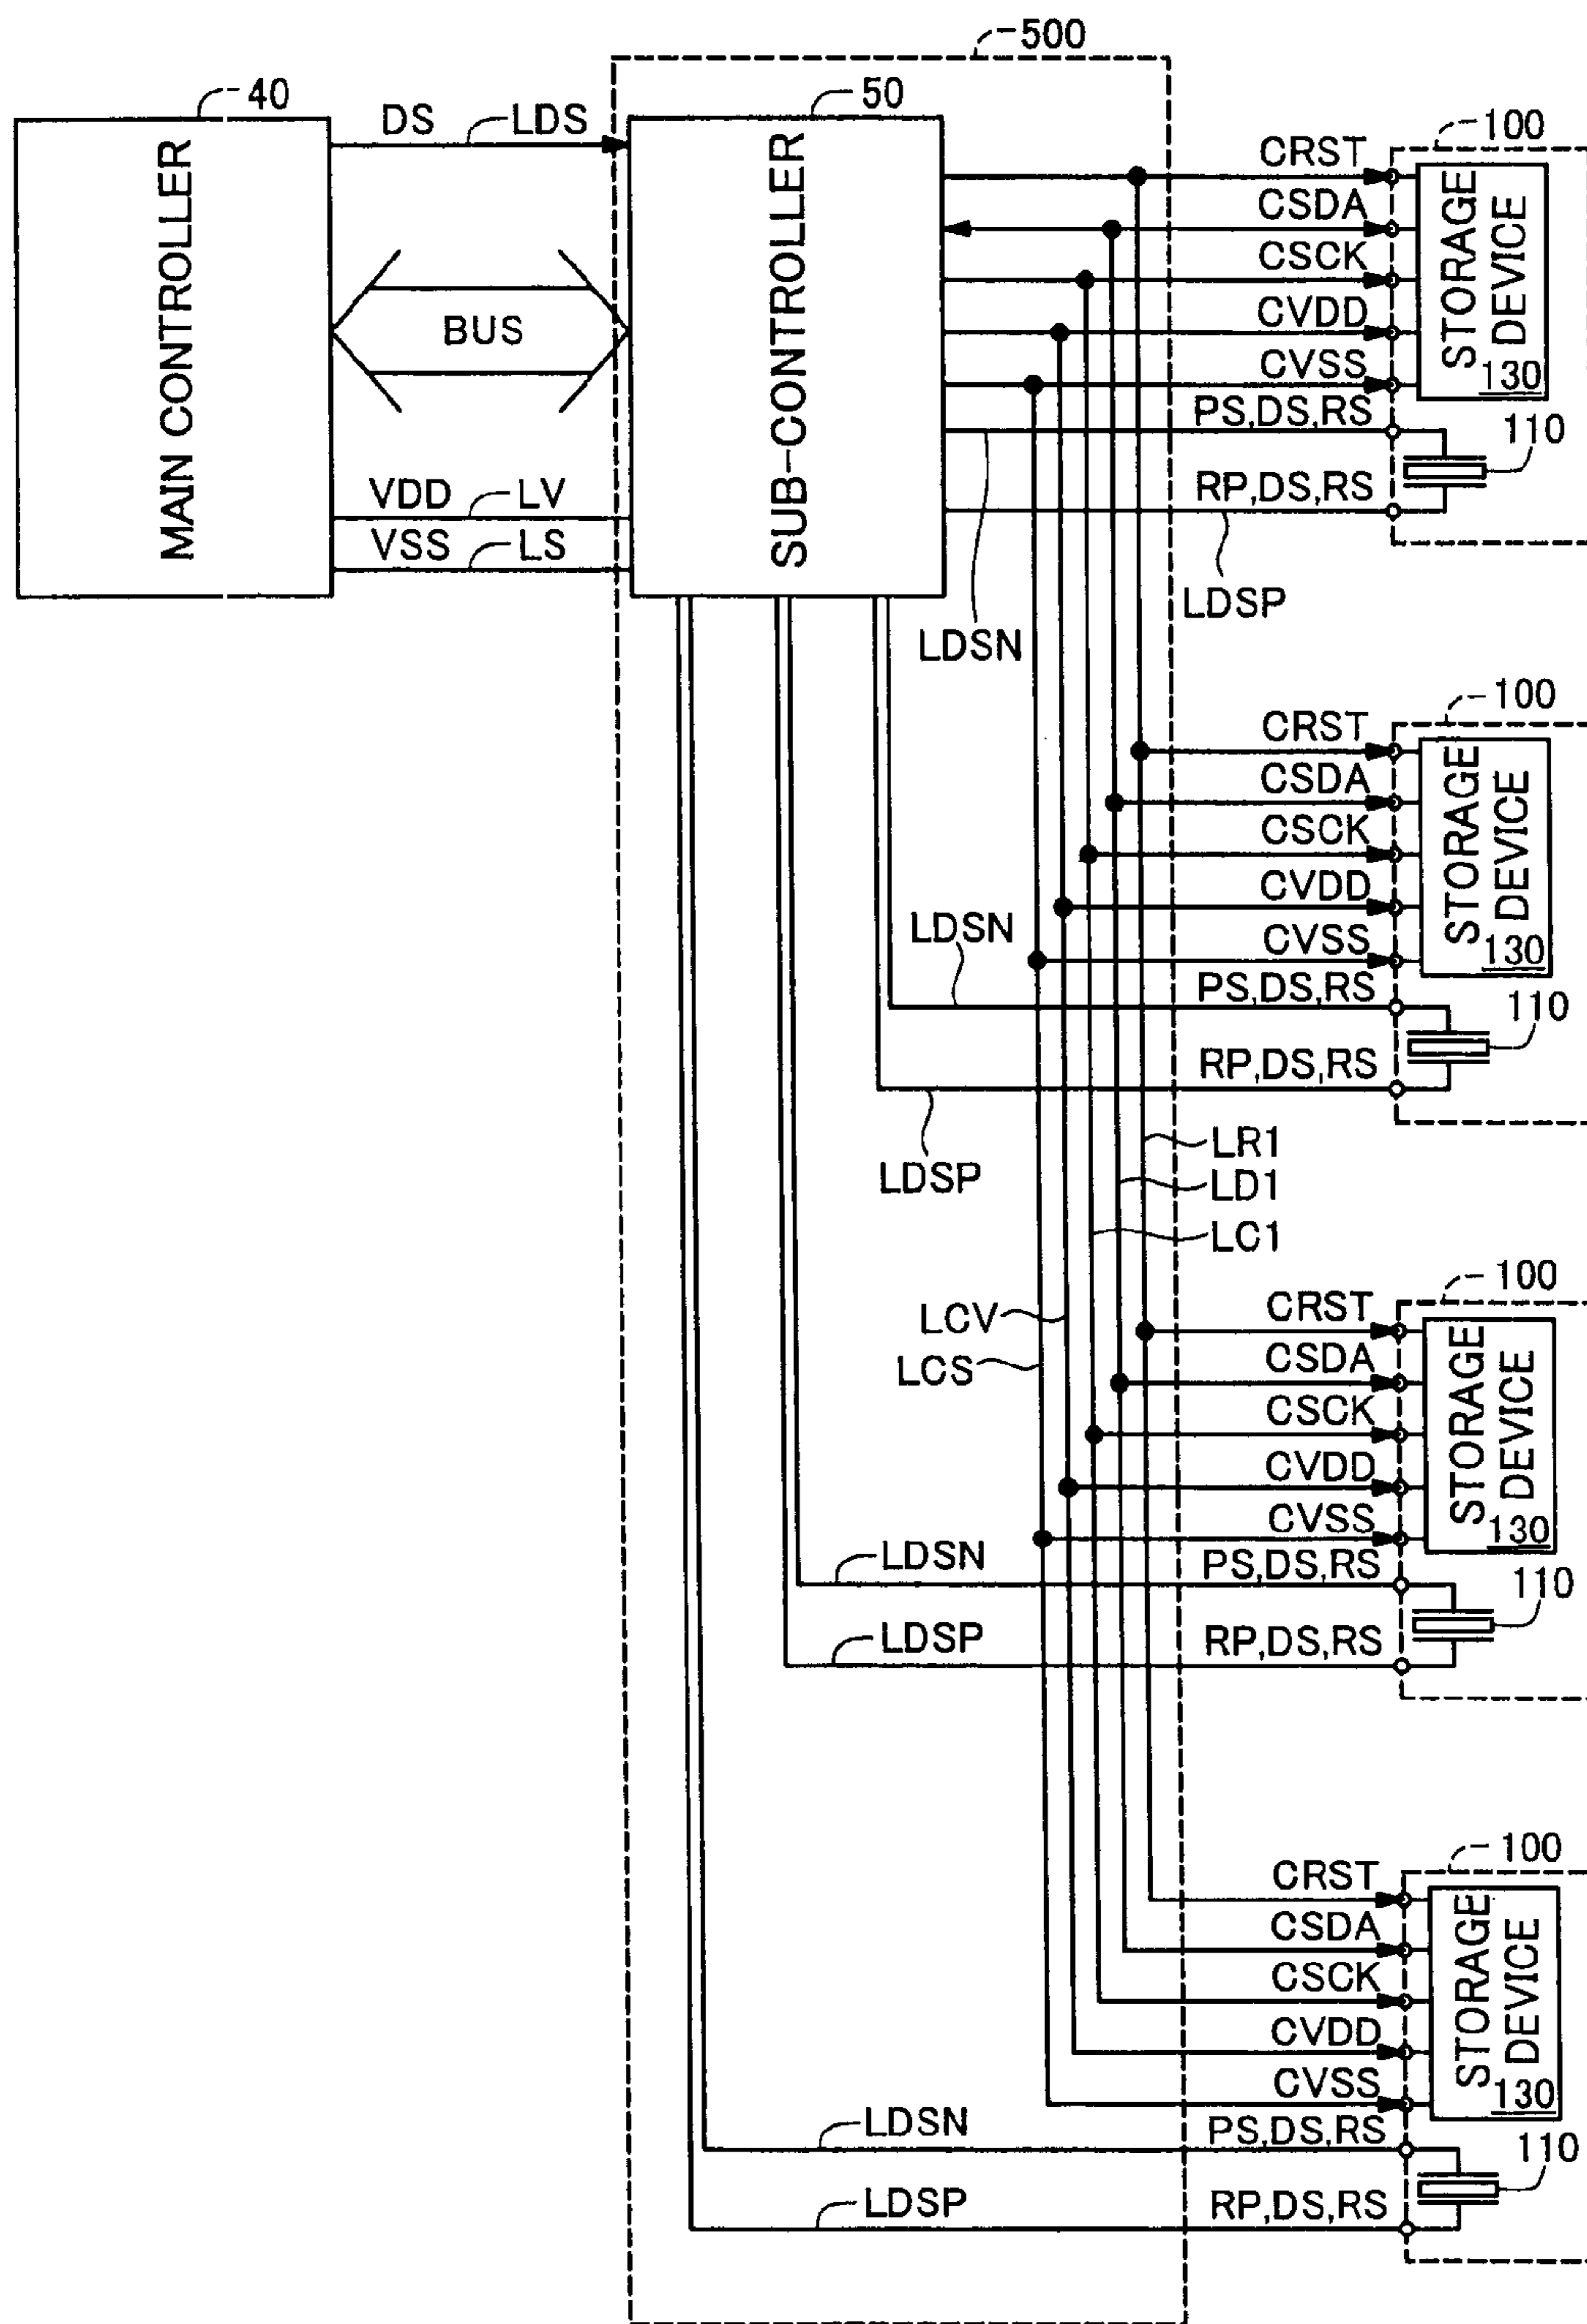 500
40
DS
LDS
50
MAIN CONTROLLER
BUS
SUB-CONTROLLER
VDD
LV
VSS
LS
100
CRST
CSDA
CSCK
CVDD
CVSS
STORAGE
DEVICE
130
PS,DS,RS
110
RP,DS,RS
LDSP
LDSN
100
CRST
CSDA
CSCK
CVDD
CVSS
STORAGE
DEVICE
130
LDSN
PS,DS,RS
110
RP,DS,RS
LDSP
LR1
LD1
LC1
LCV
LCS
100
CRST
CSDA
CSCK
CVDD
CVSS
STORAGE
DEVICE
130
LDSN
PS,DS,RS
110
LDSP
RP,DS,RS
100
CRST
CSDA
CSCK
CVDD
CVSS
STORAGE
DEVICE
130
LDSN
PS,DS,RS
110
LDSP
RP,DS,RS